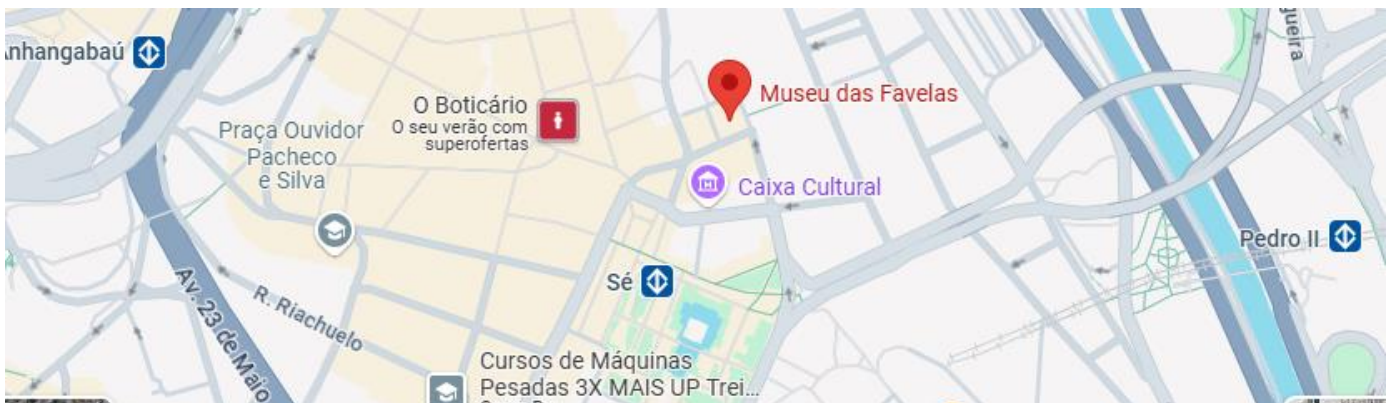 Anhangabaú
O Boticário
O seu verão com
superofertas
Praça Ouvidor
Pacheco
e Silva
Museu das Favelas
Caixa Cultural
Pedro II
Sé
R. Riachuelo
Av. 23 de Maio
Cursos de Máquinas
Pesadas 3X MAIS UP Trei...